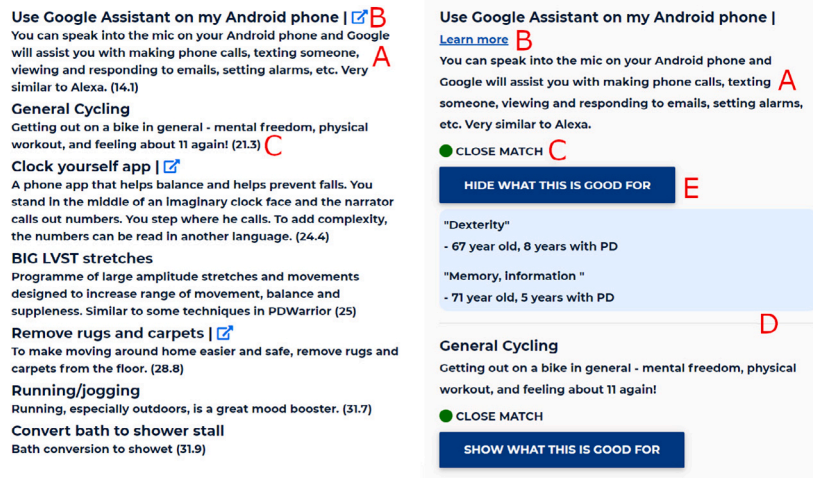 Use Google Assistant on my Android phone | B
You can speak into the mic on your Android phone and Google
will assist you with making phone calls, texting someone,
viewing and responding to emails, setting alarms, etc. Very
similar to Alexa. (14.1)
A
General Cycling
Getting out on a bike in general - mental freedom, physical
workout, and feeling about 11 again! (21.3) C
Clock yourself app |
A phone app that helps balance and helps prevent falls. You
stand in the middle of an imaginary clock face and the narrator
calls out numbers. You step where he calls. To add complexity,
the numbers can be read in another language. (24.4)
BIG LVST stretches
Programme of large amplitude stretches and movements
designed to increase range of movement, balance and
suppleness. Similar to some techniques in PDWarrior (25)
Remove rugs and carpets |
To make moving around home easier and safe, remove rugs and
carpets from the floor. (28.8)
Running/jogging
Running, especially outdoors, is a great mood booster. (31.7)
Convert bath to shower stall
Bath conversion to showet (31.9)
Use Google Assistant on my Android phone |
Learn more B
You can speak into the mic on your Android phone and
Google will assist you with making phone calls, texting A
someone, viewing and responding to emails, setting alarms,
etc. Very similar to Alexa.
CLOSE MATCH C
HIDE WHAT THIS IS GOOD FOR E
"Dexterity"
- 67 year old, 8 years with PD
"Memory, information "
- 71 year old, 5 years with PD
D
General Cycling
Getting out on a bike in general - mental freedom, physical
workout, and feeling about 11 again!
CLOSE MATCH
SHOW WHAT THIS IS GOOD FOR